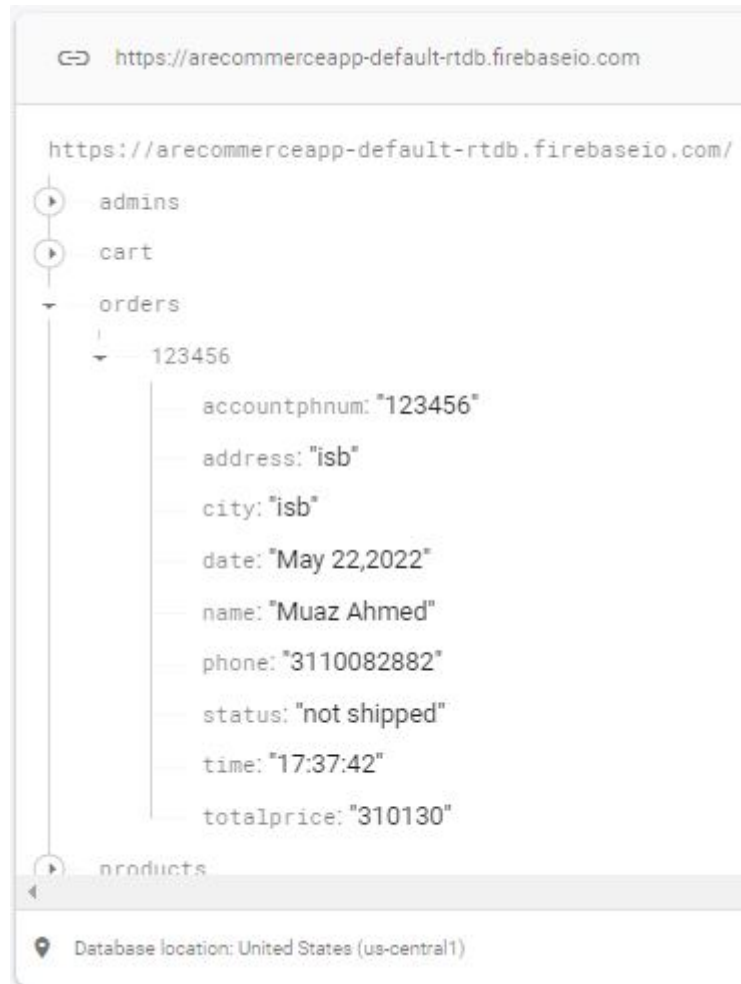 https://arecommerceapp-default-rtdb.firebaseio.com
https://arecommerceapp-default-rtdb.firebaseio.com/
admins
cart
orders
123456
accountphnum: "123456"
address: "isb"
city: "isb"
date: "May 22,2022"
name: "Muaz Ahmed"
phone: "3110082882"
status: "not shipped"
time: "17:37:42"
totalprice: "310130"
products
Database location: United States (us-central1)